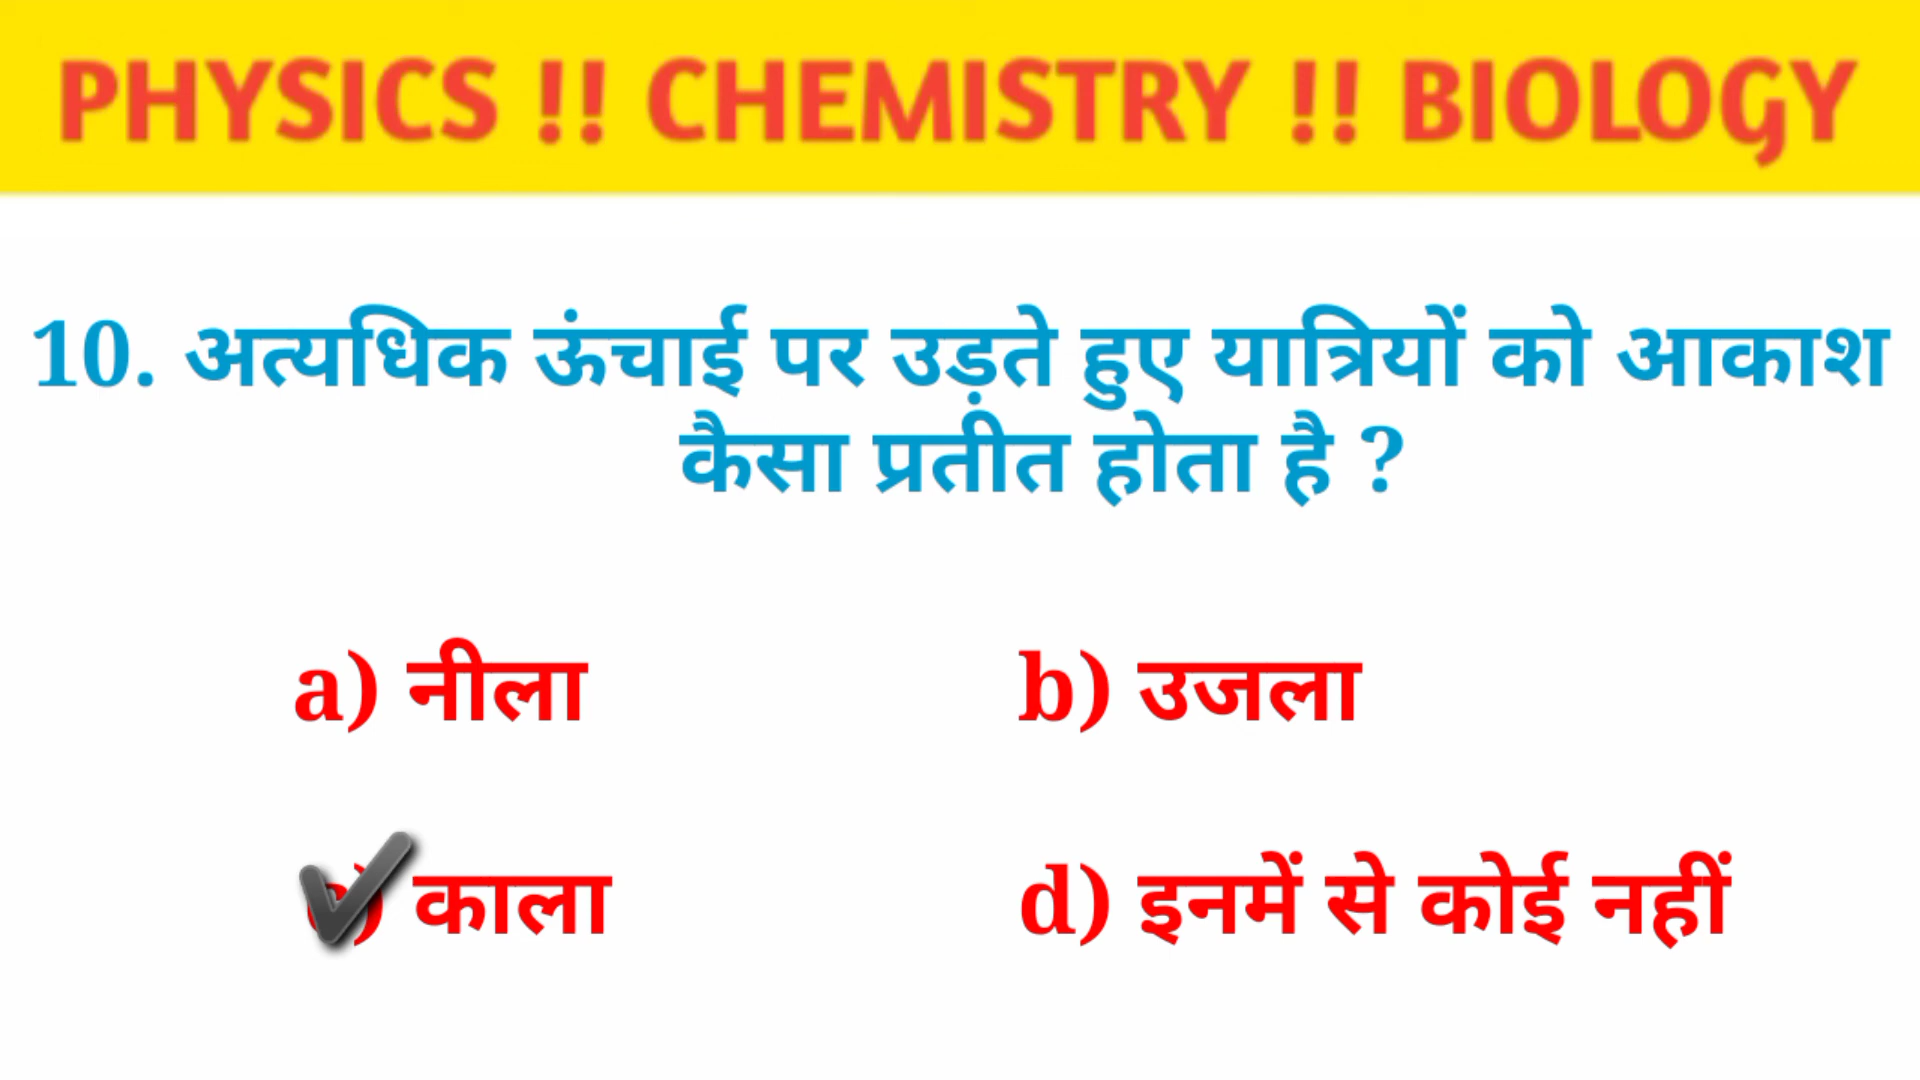 PHYSICS !! CHEMISTRY !! BIOLOGY
10. अत्यधिक ऊंचाई पर उड़ते हुए यात्रियों को आकाश
कैसा प्रतीत होता है ?
a) नीला b) उजला
c) काला d) इनमें से कोई नहीं